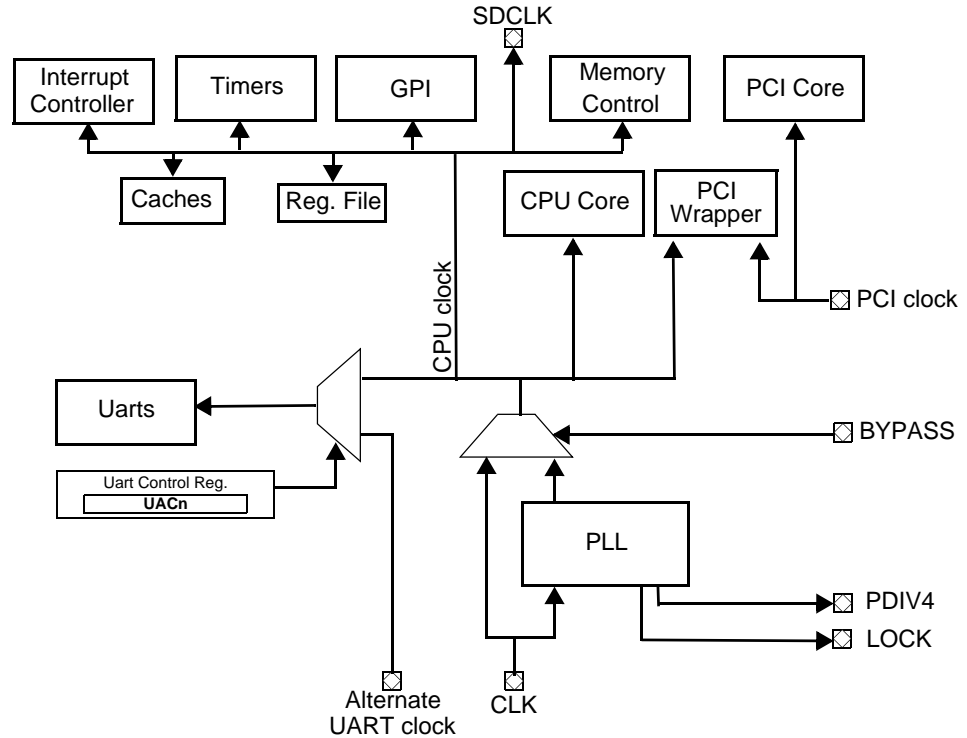 SDCLK
Interrupt
Controller
Timers
GPI
Memory
Control
PCI Core
Caches
Reg. File
CPU Core
PCI
Wrapper
CPU clock
PCI clock
Uarts
BYPASS
Uart Control Reg.
UACn
PLL
PDIV4
LOCK
Alternate
UART clock
CLK